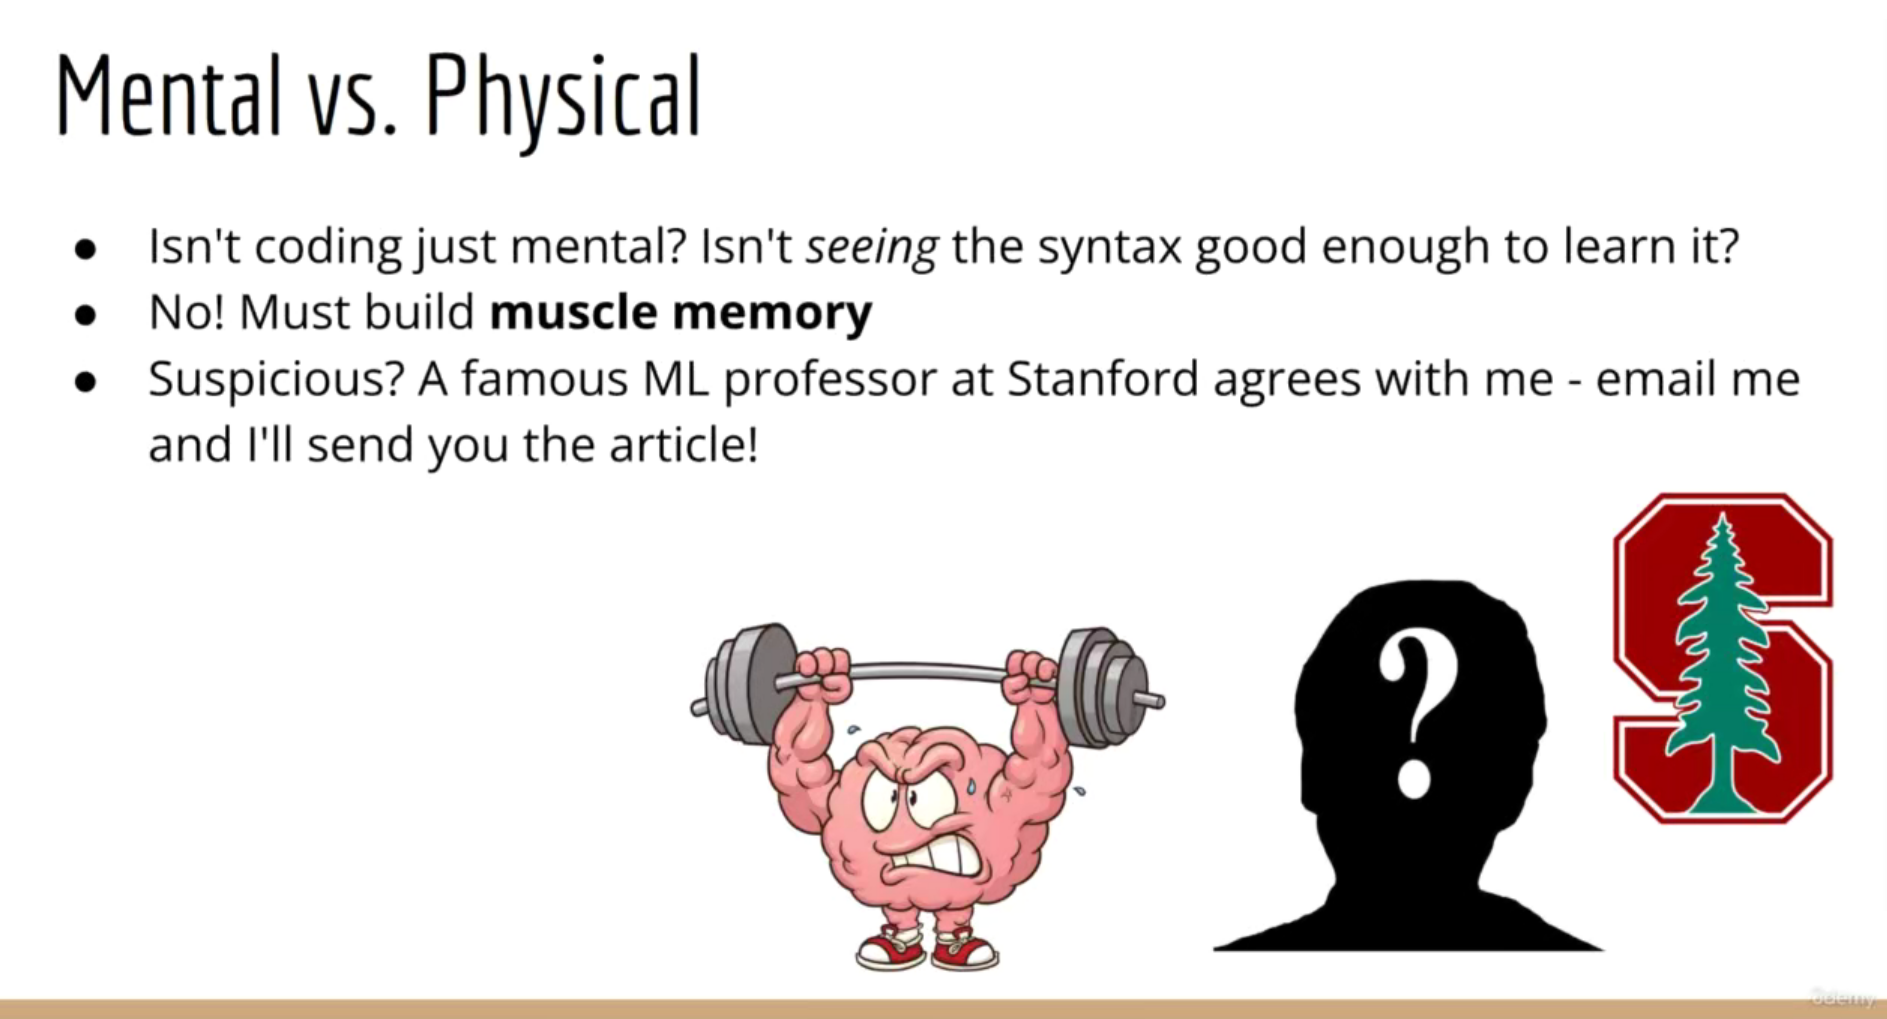 Mental vs. Physical
● Isn't coding just mental? Isn't seeing the syntax good enough to learn it?
● No! Must build muscle memory
● Suspicious? A famous ML professor at Stanford agrees with me - email me
and I'll send you the article!
?
S
ûdemy